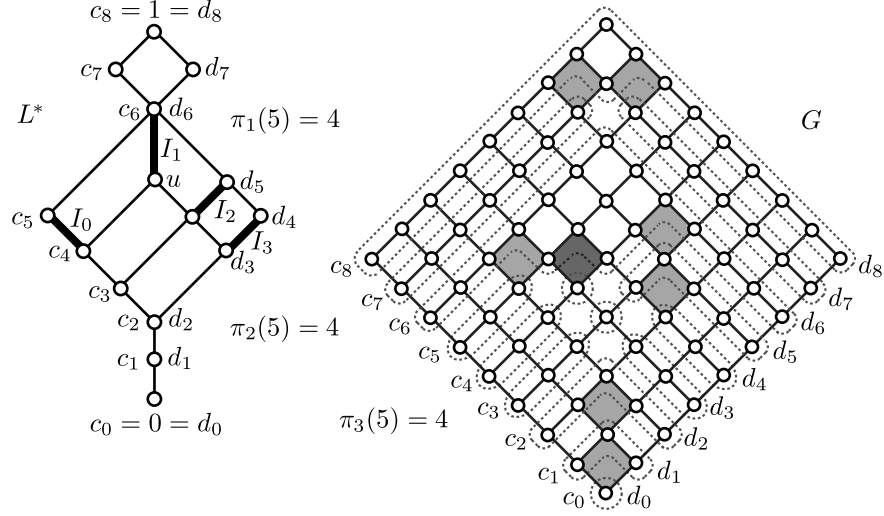 c₈ = 1 = d₈
c₇ d₇
L* c₆ d₆ π₁(5) = 4 G
I₁
u d₅
c₅ I₀ I₂ d₄
I₃
c₄ d₃
c₃
c₂ d₂ π₂(5) = 4
c₁ d₁
c₀ = 0 = d₀
c₈ d₈
c₇ d₇
c₆ d₆
c₅ d₅
c₄ d₄
π₃(5) = 4 c₃ d₃
c₂ d₂
c₁ d₁
c₀ d₀